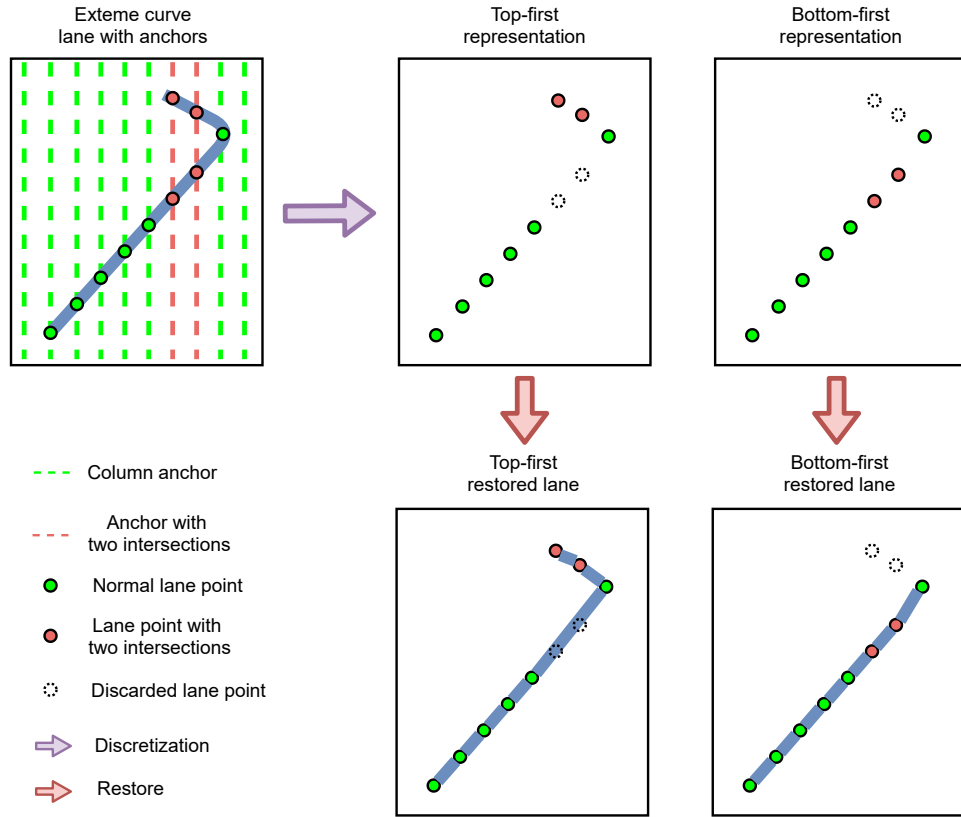 Exteme curve
lane with anchors
Top-first
representation
Bottom-first
representation
Top-first
restored lane
Bottom-first
restored lane
Column anchor
Anchor with
two intersections
Normal lane point
Lane point with
two intersections
Discarded lane point
Discretization
Restore